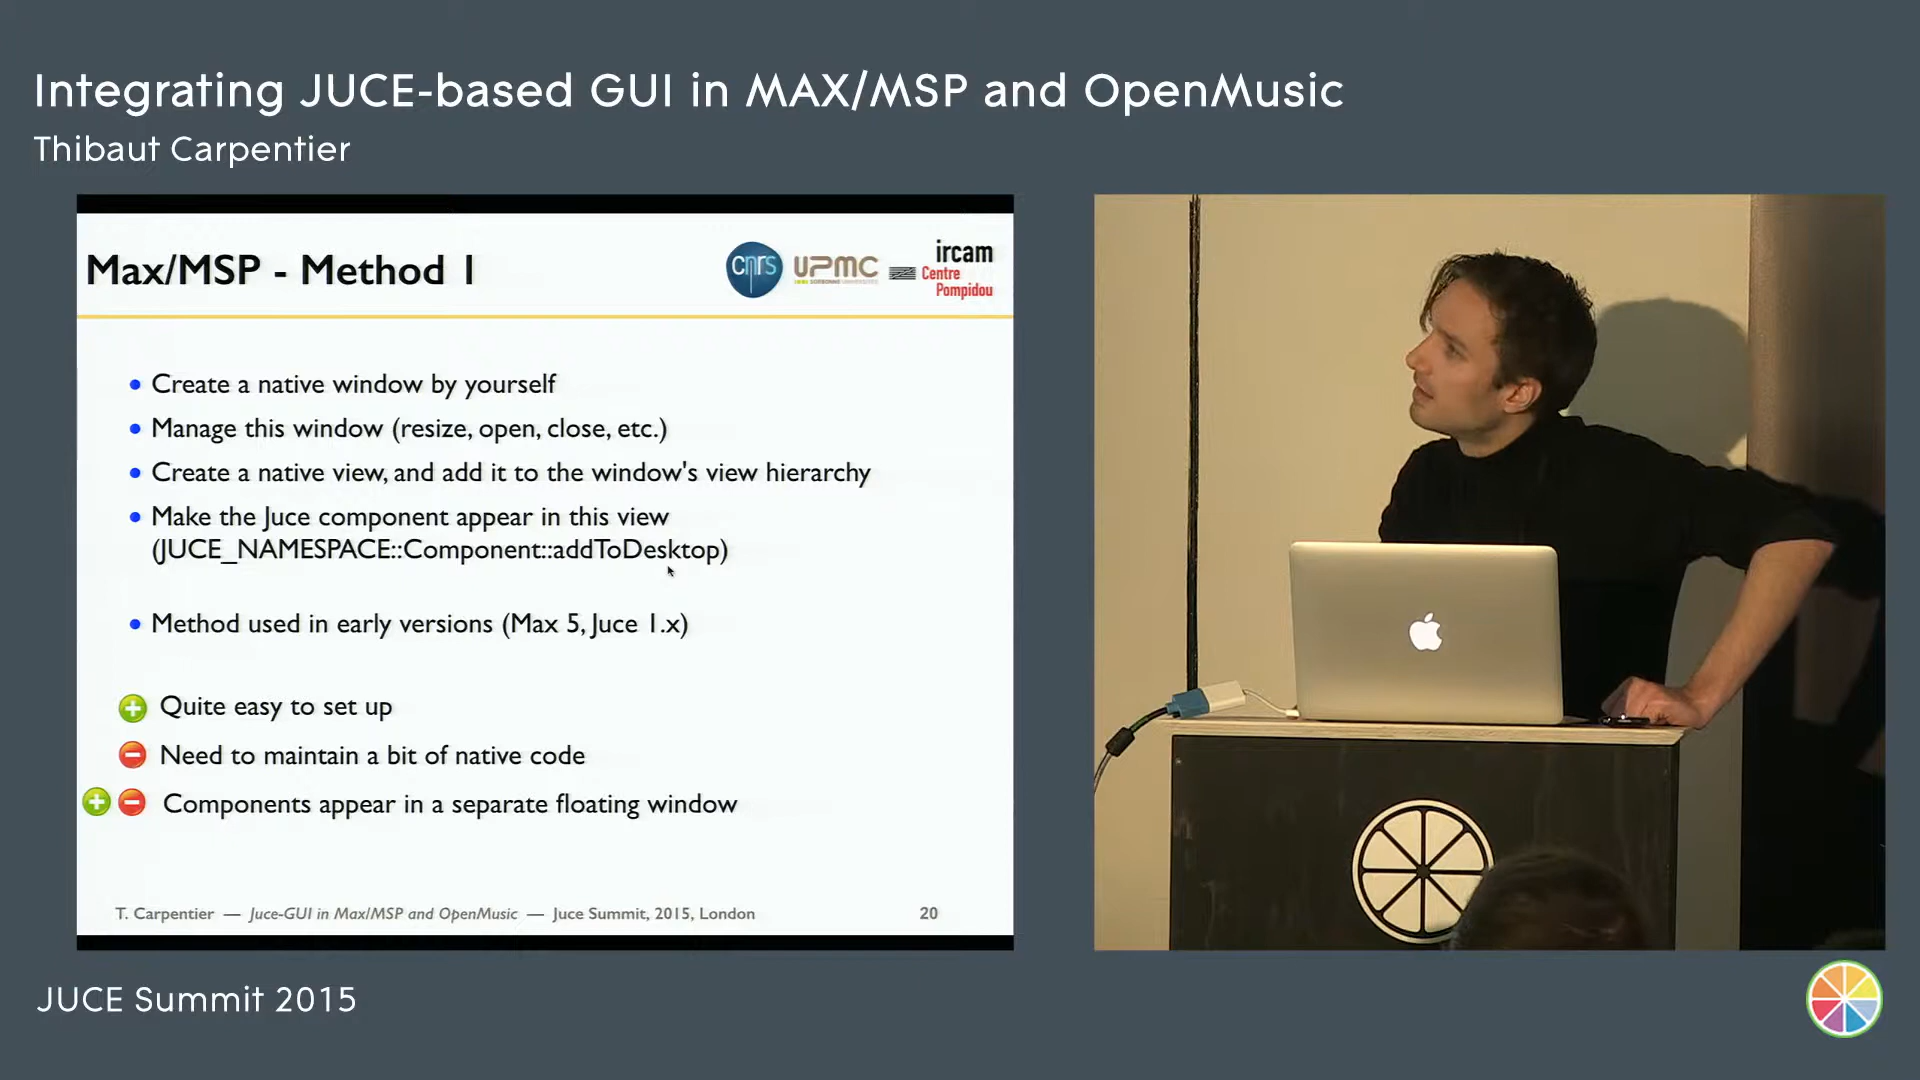 Integrating JUCE-based GUI in MAX/MSP and OpenMusic
Thibaut Carpentier
Max/MSP - Method 1
cnrs
UPMC
ircam
Centre
Pompidou
• Create a native window by yourself
• Manage this window (resize, open, close, etc.)
• Create a native view, and add it to the window's view hierarchy
• Make the Juce component appear in this view
(JUCE_NAMESPACE::Component::addToDesktop)
• Method used in early versions (Max 5, Juce 1.x)
Quite easy to set up
Need to maintain a bit of native code
Components appear in a separate floating window
T. Carpentier — Juce-GUI in Max/MSP and OpenMusic — Juce Summit, 2015, London
20
JUCE Summit 2015